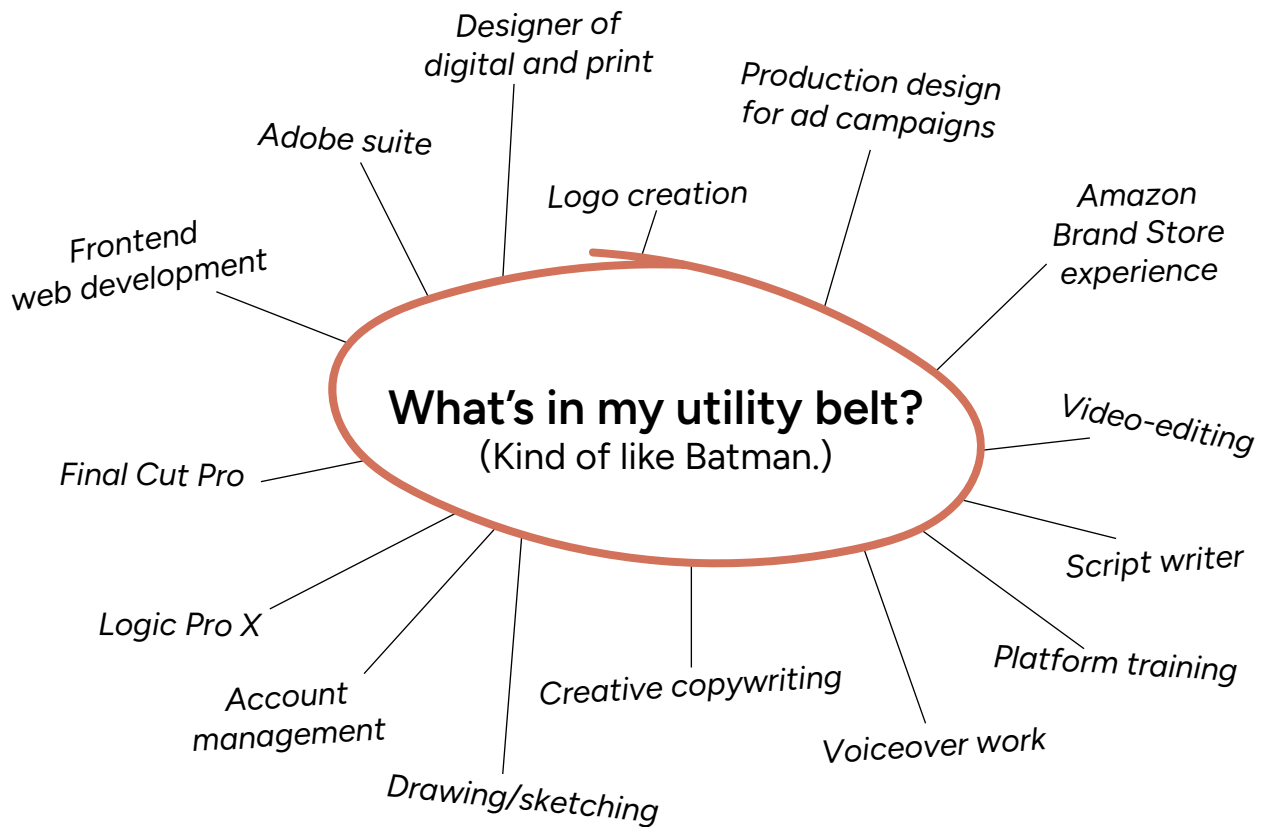 Designer of
digital and print
Production design
for ad campaigns
Adobe suite
Logo creation
Amazon
Brand Store
experience
Frontend
web development
What’s in my utility belt?
(Kind of like Batman.)
Video-editing
Final Cut Pro
Script writer
Logic Pro X
Platform training
Account
management
Creative copywriting
Voiceover work
Drawing/sketching